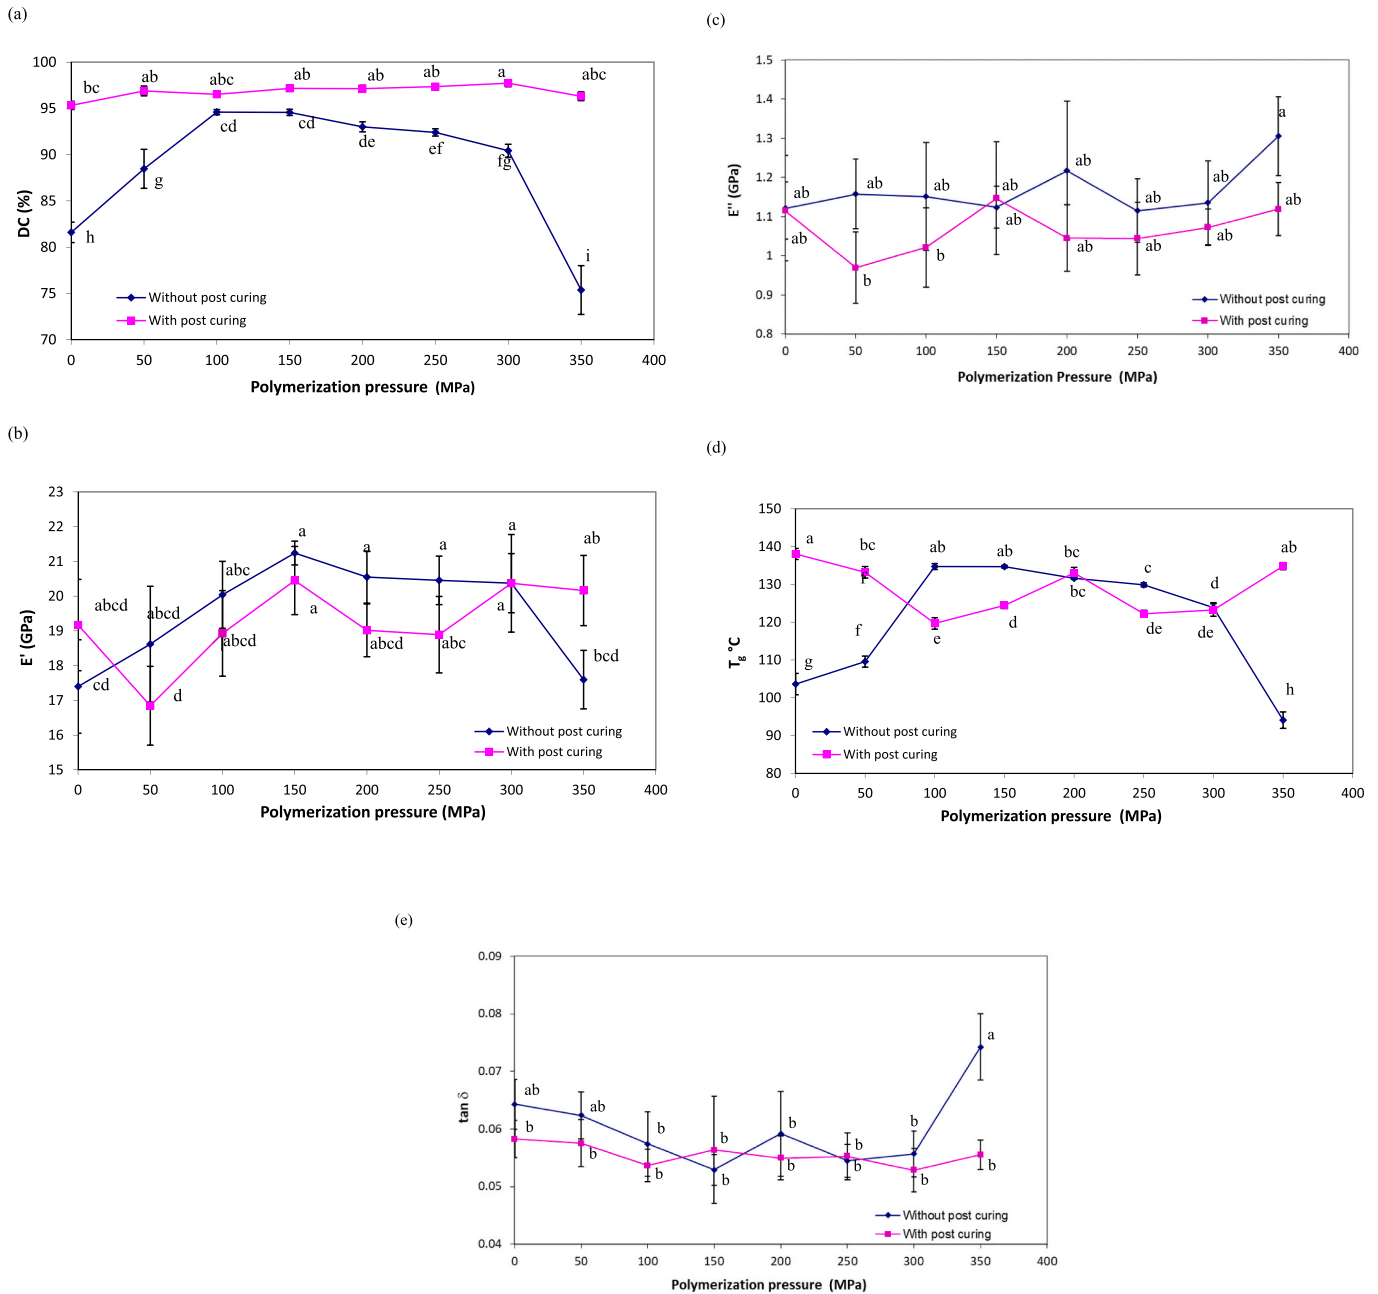 (a)
100
95
90
85
80
75
70
DC (%)
bc
ab
abc
ab
ab
ab
a
abc
h
g
cd
cd
de
ef
fg
i
Without post curing
With post curing
0 50 100 150 200 250 300 350 400
Polymerization pressure (MPa)
(c)
1.5
1.4
1.3
1.2
1.1
1
0.9
0.8
E" (GPa)
ab
ab
ab
ab
ab
ab
ab
a
ab
b
b
ab
ab
ab
ab
ab
Without post curing
With post curing
0 50 100 150 200 250 300 350 400
Polymerization Pressure (MPa)
(b)
23
22
21
20
19
18
17
16
15
E' (GPa)
abcd
abcd
abc
a
a
a
a
ab
cd
d
abcd
a
abcd
abc
a
bcd
Without post curing
With post curing
0 50 100 150 200 250 300 350 400
Polymerization pressure (MPa)
(d)
150
140
130
120
110
100
90
80
Tg °C
a
bc
ab
ab
bc
c
d
ab
g
f
e
d
bc
de
de
h
Without post curing
With post curing
0 50 100 150 200 250 300 350 400
Polymerization pressure (MPa)
(e)
0.09
0.08
0.07
0.06
0.05
0.04
tan δ
ab
ab
b
b
b
b
b
a
b
b
b
b
b
b
b
b
Without post curing
With post curing
0 50 100 150 200 250 300 350 400
Polymerization pressure (MPa)